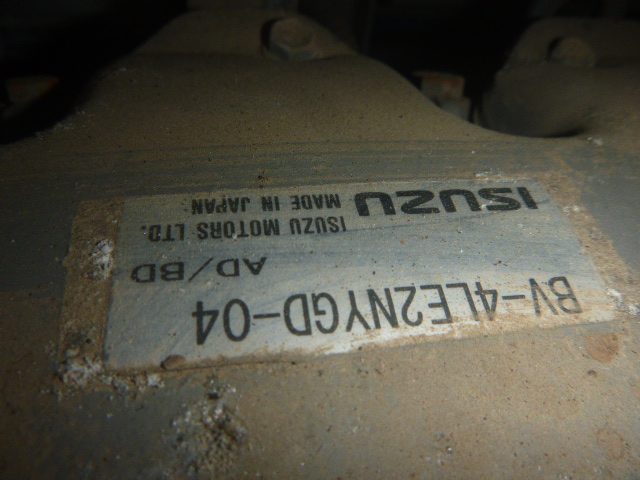 BV-4LE2NYGD-04
AD/BD
ISUZU
ISUZU MOTORS LTD.
MADE IN JAPAN